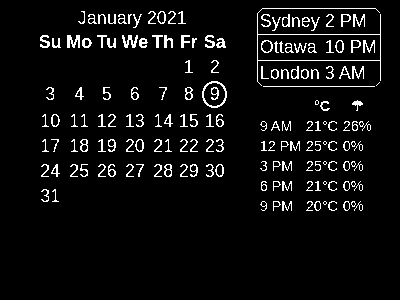 January 2021
Su Mo Tu We Th Fr Sa
1 2
3 4 5 6 7 8 9
10 11 12 13 14 15 16
17 18 19 20 21 22 23
24 25 26 27 28 29 30
31
Sydney 2 PM
Ottawa 10 PM
London 3 AM
°C ☂
9 AM 21°C 26%
12 PM 25°C 0%
3 PM 25°C 0%
6 PM 21°C 0%
9 PM 20°C 0%